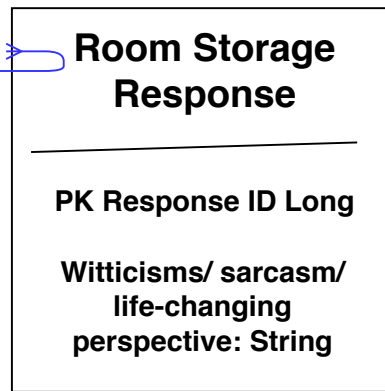 Room Storage
Response
PK Response ID Long
Witticisms/ sarcasm/
life-changing
perspective: String